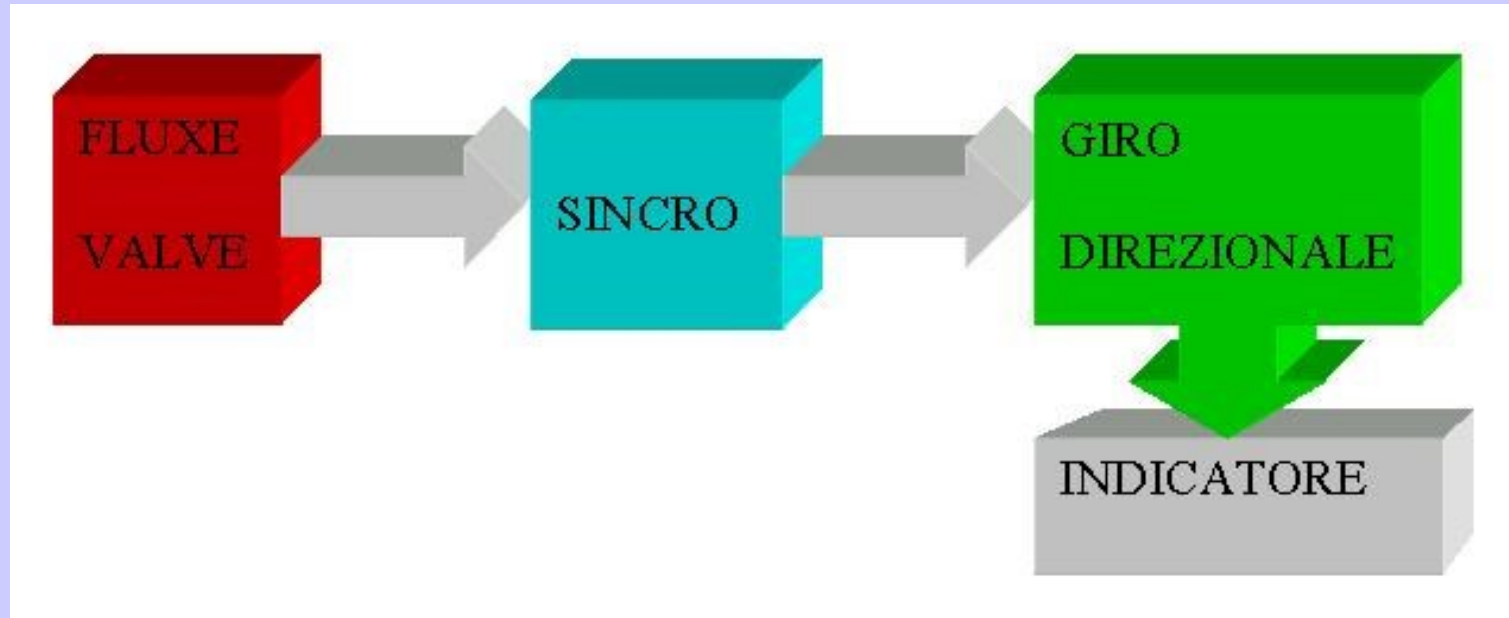 FLUXE
VALVE
SINCRO
GIRO
DIREZIONALE
INDICATORE